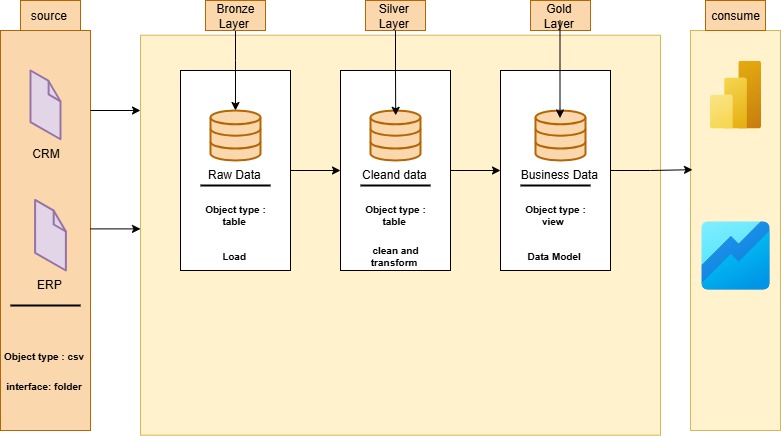 source
Bronze
Layer
Silver
Layer
Gold
Layer
consume
CRM
ERP
Object type : csv
interface: folder
Raw Data
Object type :
table
Load
Cleand data
Object type :
table
clean and
transform
Business Data
Object type :
view
Data Model